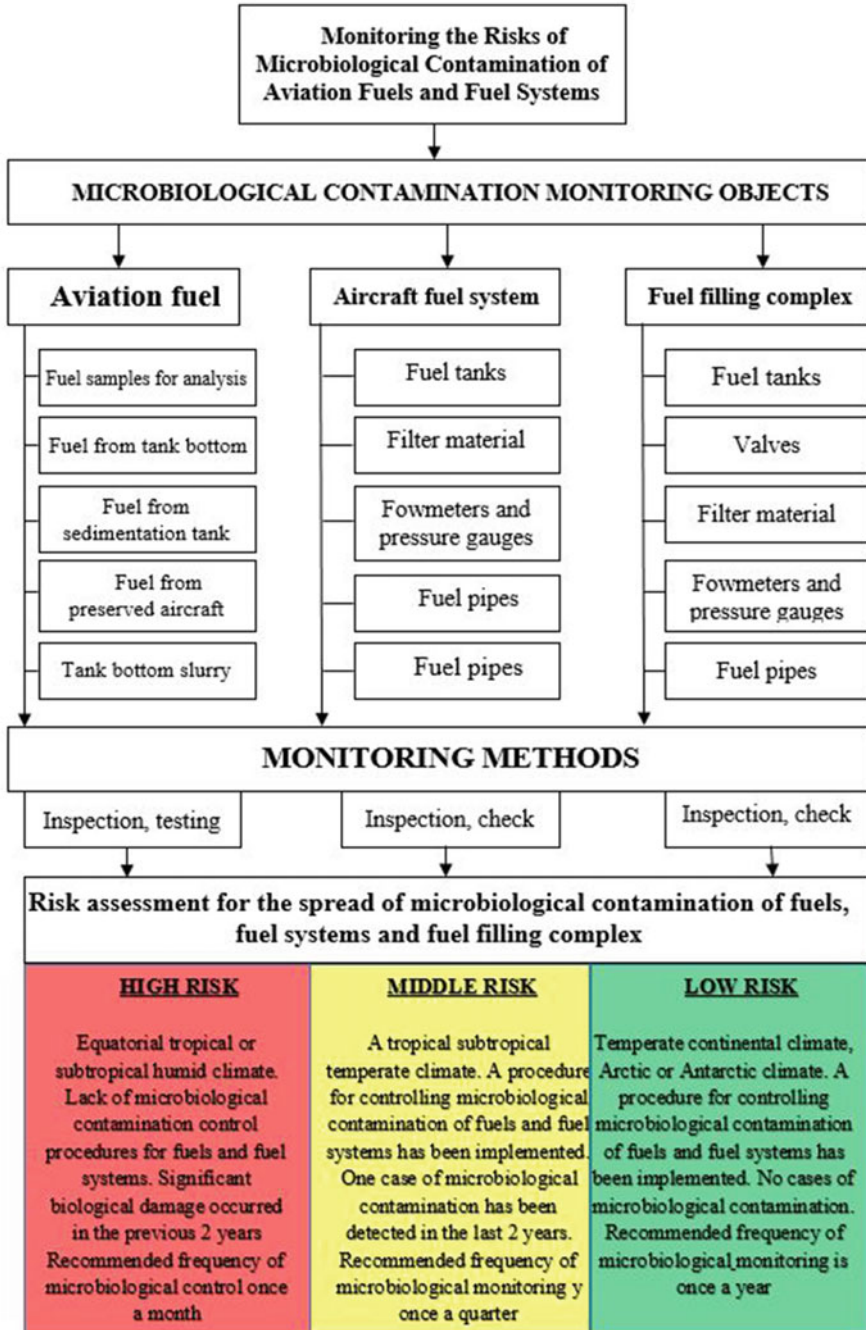 Monitoring the Risks of
Microbiological Contamination of
Aviation Fuels and Fuel Systems
MICROBIOLOGICAL CONTAMINATION MONITORING OBJECTS
Aviation fuel
Fuel samples for analysis
Fuel from tank bottom
Fuel from
sedimentation tank
Fuel from
preserved aircraft
Tank bottom slurry
Aircraft fuel system
Fuel tanks
Filter material
Fowmeters and
pressure gauges
Fuel pipes
Fuel pipes
Fuel filling complex
Fuel tanks
Valves
Filter material
Fowmeters and
pressure gauges
Fuel pipes
MONITORING METHODS
Inspection, testing
Inspection, check
Inspection, check
Risk assessment for the spread of microbiological contamination of fuels,
fuel systems and fuel filling complex
HIGH RISK
Equatorial tropical or
subtropical humid climate.
Lack of microbiological
contamination control
procedures for fuels and fuel
systems. Significant
biological damage occurred
in the previous 2 years
Recommended frequency of
microbiological control once
a month
MIDDLE RISK
A tropical subtropical
temperate climate. A procedure
for controlling microbiological
contamination of fuels and fuel
systems has been implemented.
One case of microbiological
contamination has been
detected in the last 2 years.
Recommended frequency of
microbiological monitoring y
once a quarter
LOW RISK
Temperate continental climate,
Arctic or Antarctic climate. A
procedure for controlling
microbiological contamination
of fuels and fuel systems has
been implemented. No cases of
microbiological contamination.
Recommended frequency of
microbiological monitoring is
once a year